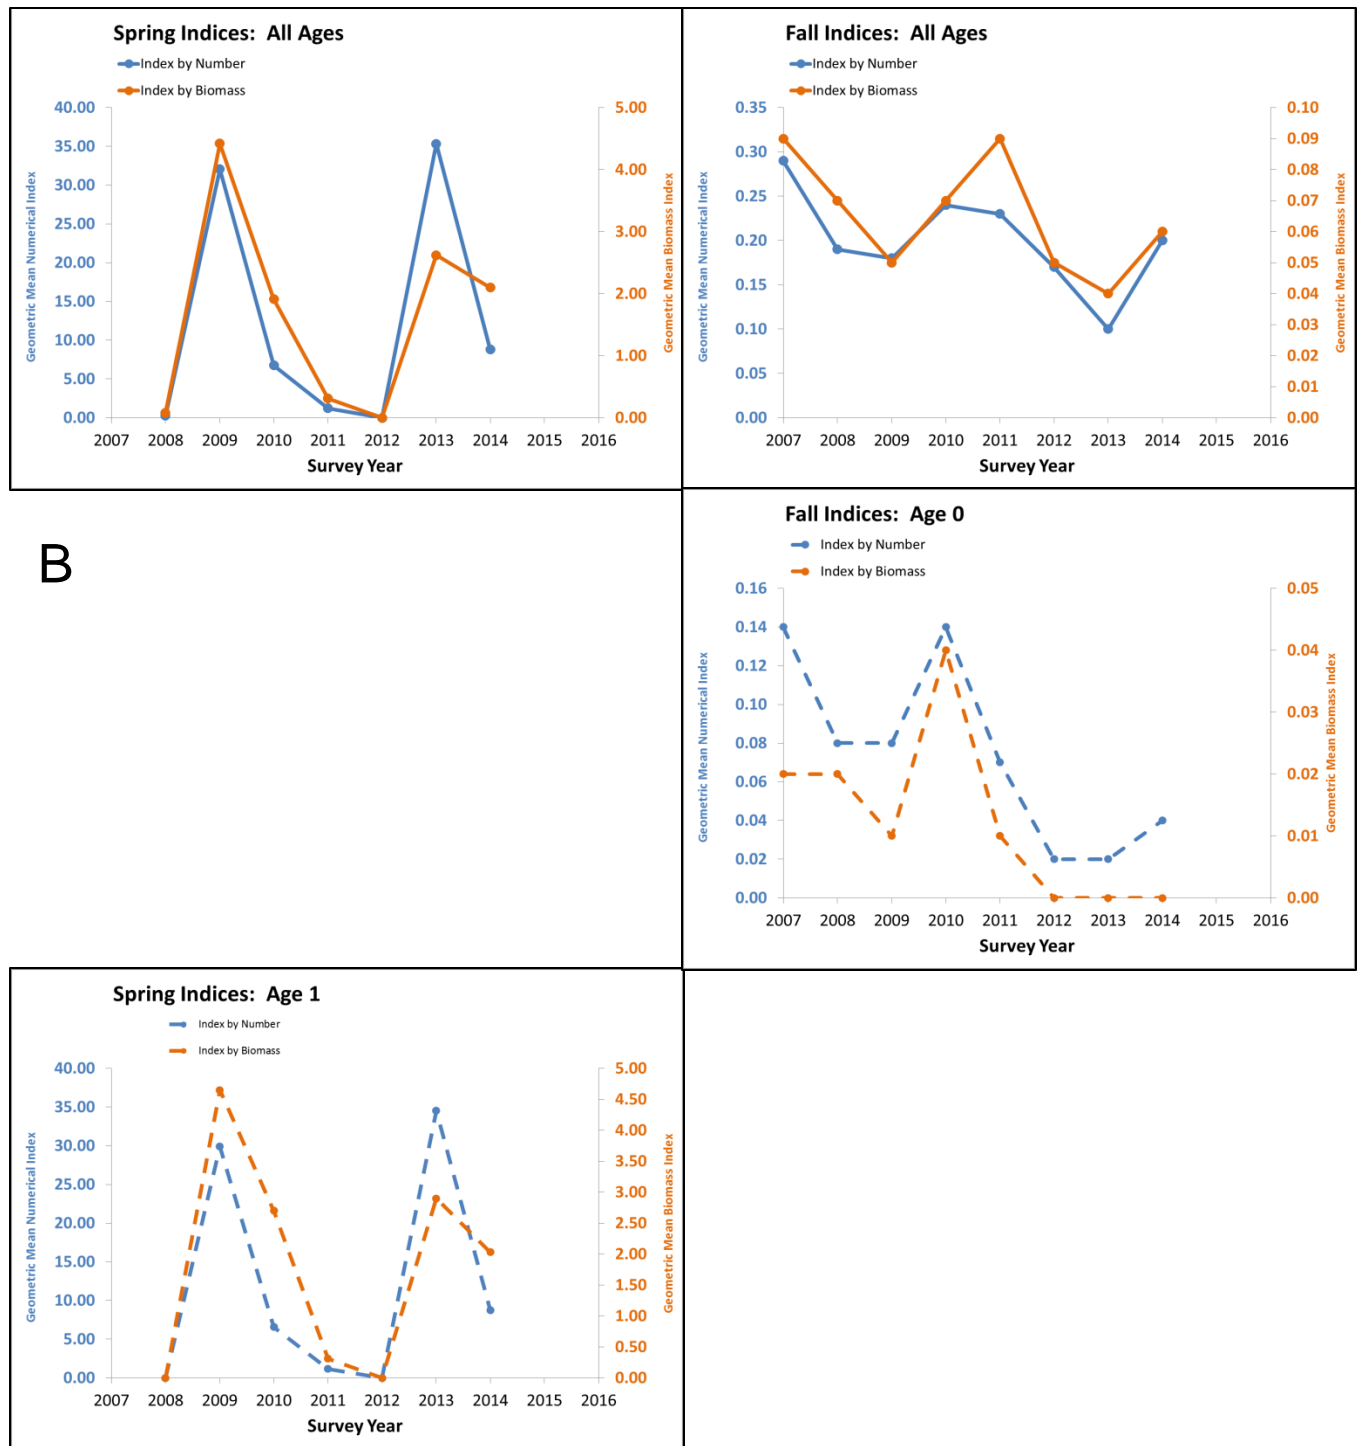 Spring Indices:  All Ages
Index by Number
Index by Biomass
Geometric Mean Numerical Index
40.00
35.00
30.00
25.00
20.00
15.00
10.00
5.00
0.00
5.00
4.00
3.00
2.00
1.00
0.00
Geometric Mean Biomass Index
2007 2008 2009 2010 2011 2012 2013 2014 2015 2016
Survey Year
Fall Indices:  All Ages
Index by Number
Index by Biomass
Geometric Mean Numerical Index
0.35
0.30
0.25
0.20
0.15
0.10
0.05
0.00
0.10
0.09
0.08
0.07
0.06
0.05
0.04
0.03
0.02
0.01
0.00
Geometric Mean Biomass Index
2007 2008 2009 2010 2011 2012 2013 2014 2015 2016
Survey Year
B
Fall Indices:  Age 0
Index by Number
Index by Biomass
Geometric Mean Numerical Index
0.16
0.14
0.12
0.10
0.08
0.06
0.04
0.02
0.00
0.05
0.04
0.03
0.02
0.01
0.00
Geometric Mean Biomass Index
2007 2008 2009 2010 2011 2012 2013 2014 2015 2016
Survey Year
Spring Indices:  Age 1
Index by Number
Index by Biomass
Geometric Mean Numerical Index
40.00
35.00
30.00
25.00
20.00
15.00
10.00
5.00
0.00
5.00
4.50
4.00
3.50
3.00
2.50
2.00
1.50
1.00
0.50
0.00
Geometric Mean Biomass Index
2007 2008 2009 2010 2011 2012 2013 2014 2015 2016
Survey Year